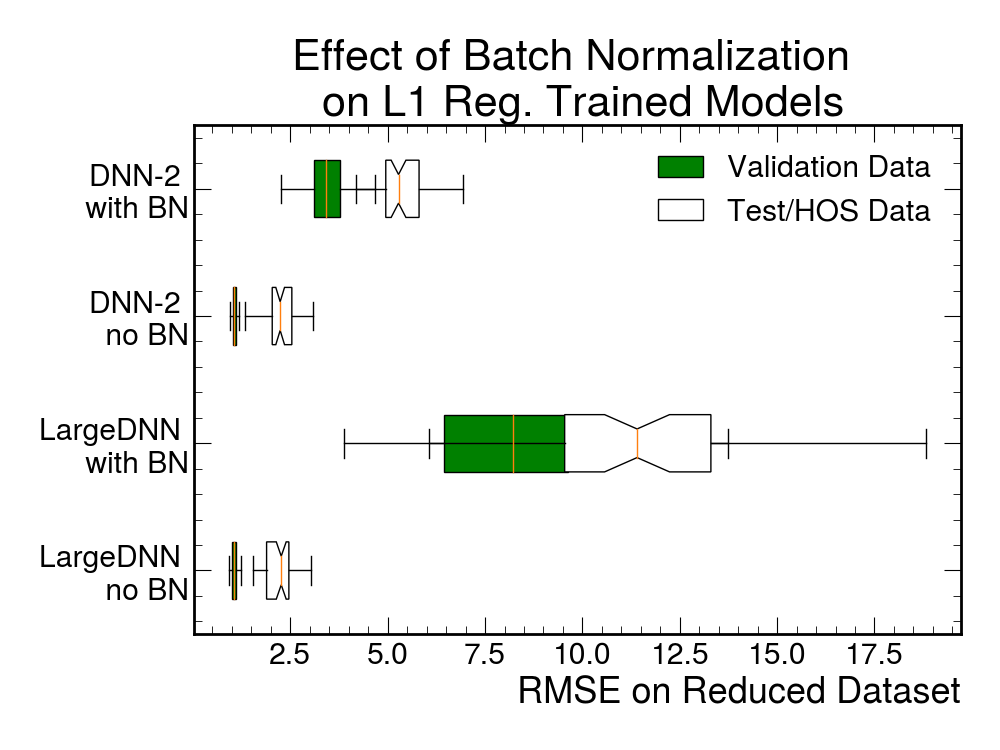 Effect of Batch Normalization
on L1 Reg. Trained Models
DNN-2
with BN
DNN-2
no BN
LargeDNN
with BN
LargeDNN
no BN
Validation Data
Test/HOS Data
2.5 5.0 7.5 10.0 12.5 15.0 17.5
RMSE on Reduced Dataset